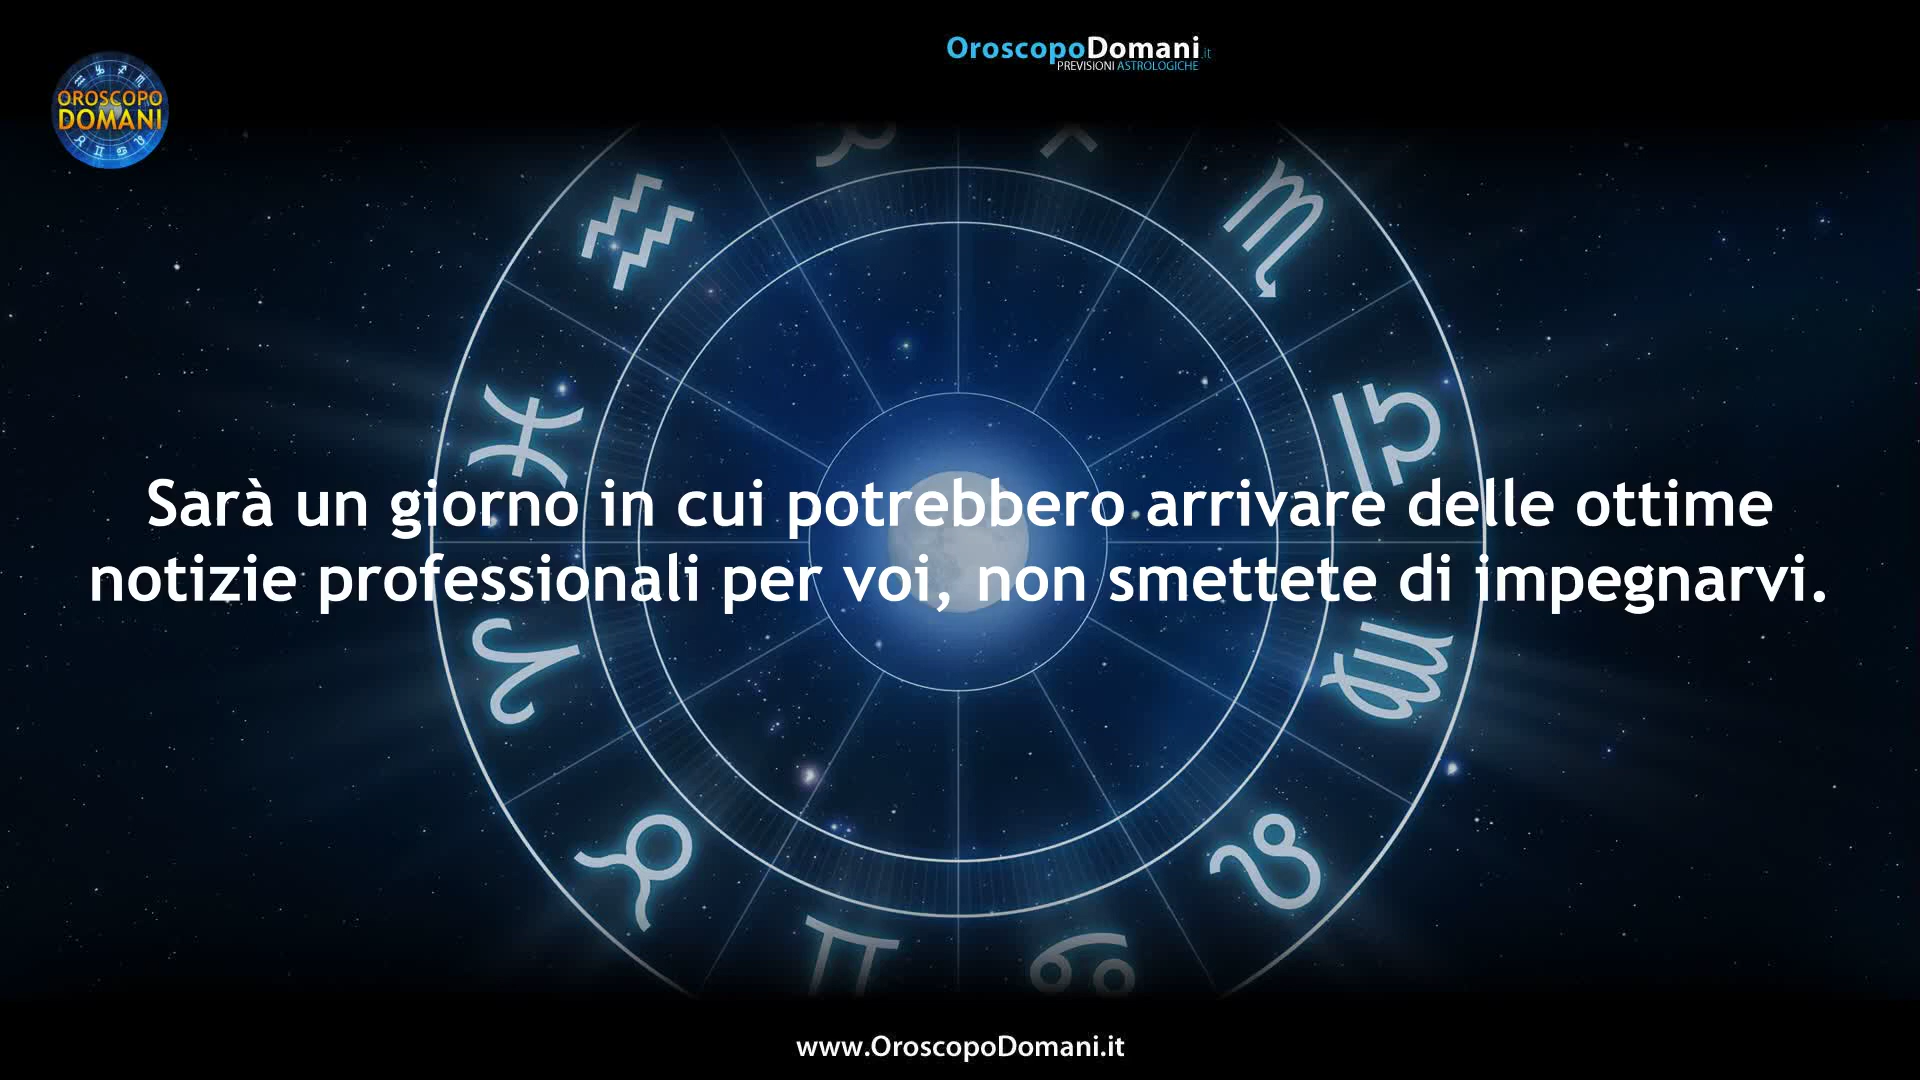 OroscopoDomani.it
PREVISIONI ASTROLOGICHE
OROSCOPO
DOMANI
Sarà un giorno in cui potrebbero arrivare delle ottime
notizie professionali per voi, non smettete di impegnarvi.
www.OroscopoDomani.it